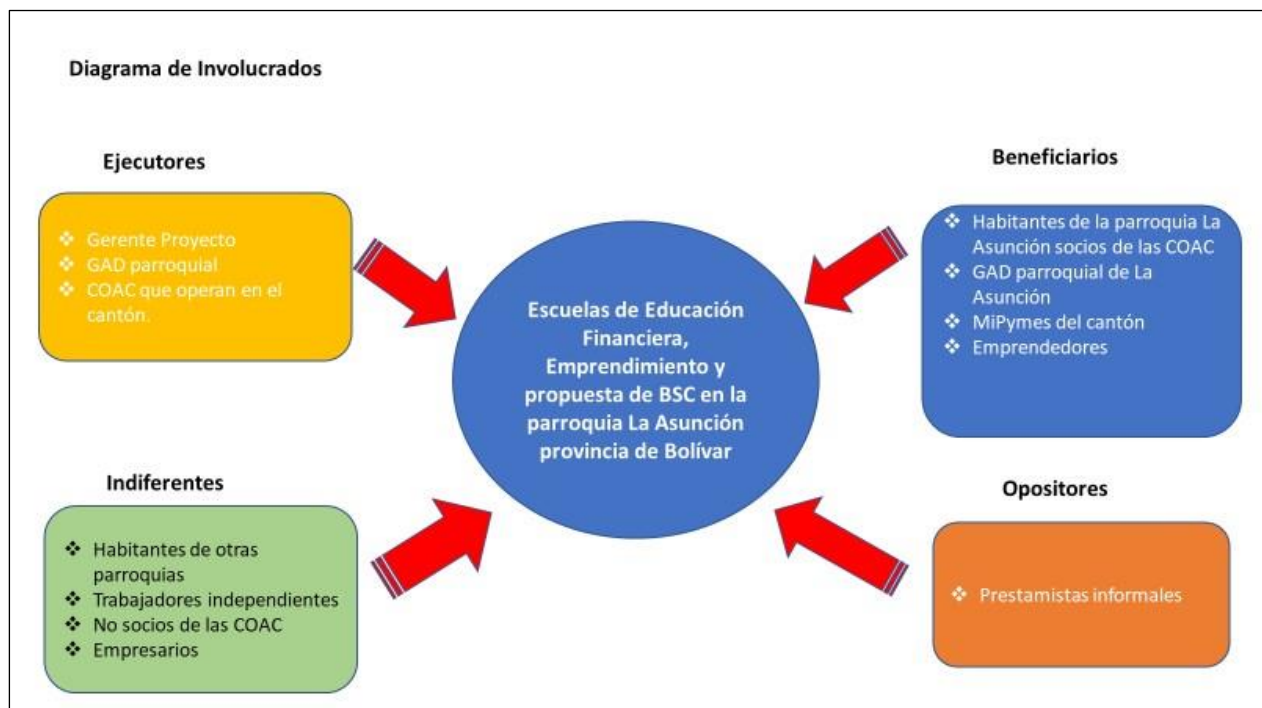 Diagrama de Involucrados
Ejecutores
❖ Gerente Proyecto
❖ GAD parroquial
❖ COAC que operan en el
cantón.
Beneficiarios
❖ Habitantes de la parroquia La
Asunción socios de las COAC
❖ GAD parroquial de La
Asunción
❖ MiPymes del cantón
❖ Emprendedores
Escuelas de Educación
Financiera,
Emprendimiento y
propuesta de BSC en la
parroquia La Asunción
provincia de Bolívar
Indiferentes
❖ Habitantes de otras
parroquias
❖ Trabajadores independientes
❖ No socios de las COAC
❖ Empresarios
Opositores
❖ Prestamistas informales